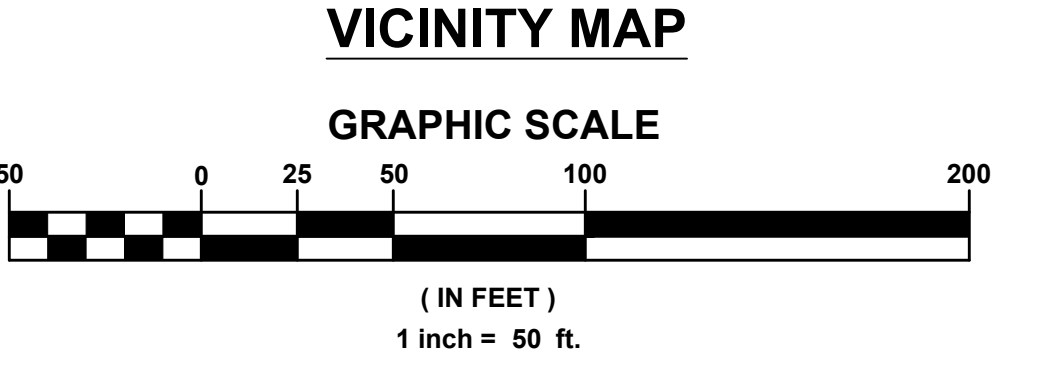 VICINITY MAP
GRAPHIC SCALE
50 0 25 50 100 200
( IN FEET )
1 inch = 50 ft.